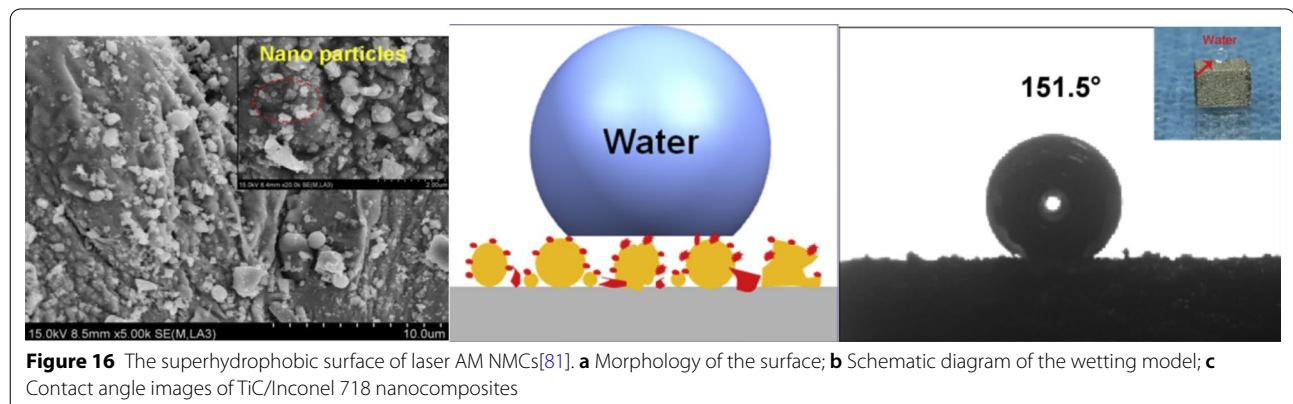 Nano particles
15.0kV 8.4mm x20.0k SE(M,LA3)
2.00um
15.0kV 8.5mm x5.00k SE(M,LA3)
10.0um
Water
151.5°
Water
Figure 16 The superhydrophobic surface of laser AM NMCs[81]. a Morphology of the surface; b Schematic diagram of the wetting model; c
Contact angle images of TiC/Inconel 718 nanocomposites